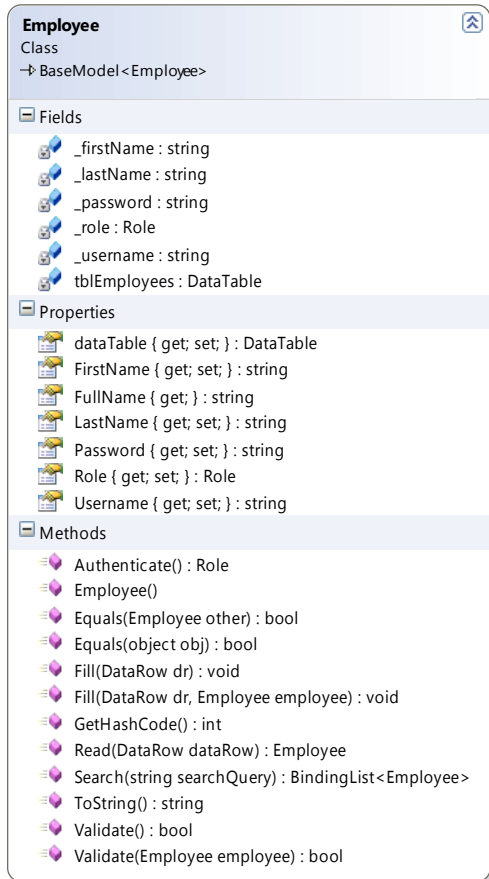 Employee
Class
BaseModel<Employee>
Fields
_firstName : string
_lastName : string
_password : string
_role : Role
_username : string
tblEmployees : DataTable
Properties
dataTable { get; set; } : DataTable
FirstName { get; set; } : string
FullName { get; } : string
LastName { get; set; } : string
Password { get; set; } : string
Role { get; set; } : Role
Username { get; set; } : string
Methods
Authenticate() : Role
Employee()
Equals(Employee other) : bool
Equals(object obj) : bool
Fill(DataRow dr) : void
Fill(DataRow dr, Employee employee) : void
GetHashCode() : int
Read(DataRow dataRow) : Employee
Search(string searchQuery) : BindingList<Employee>
ToString() : string
Validate() : bool
Validate(Employee employee) : bool